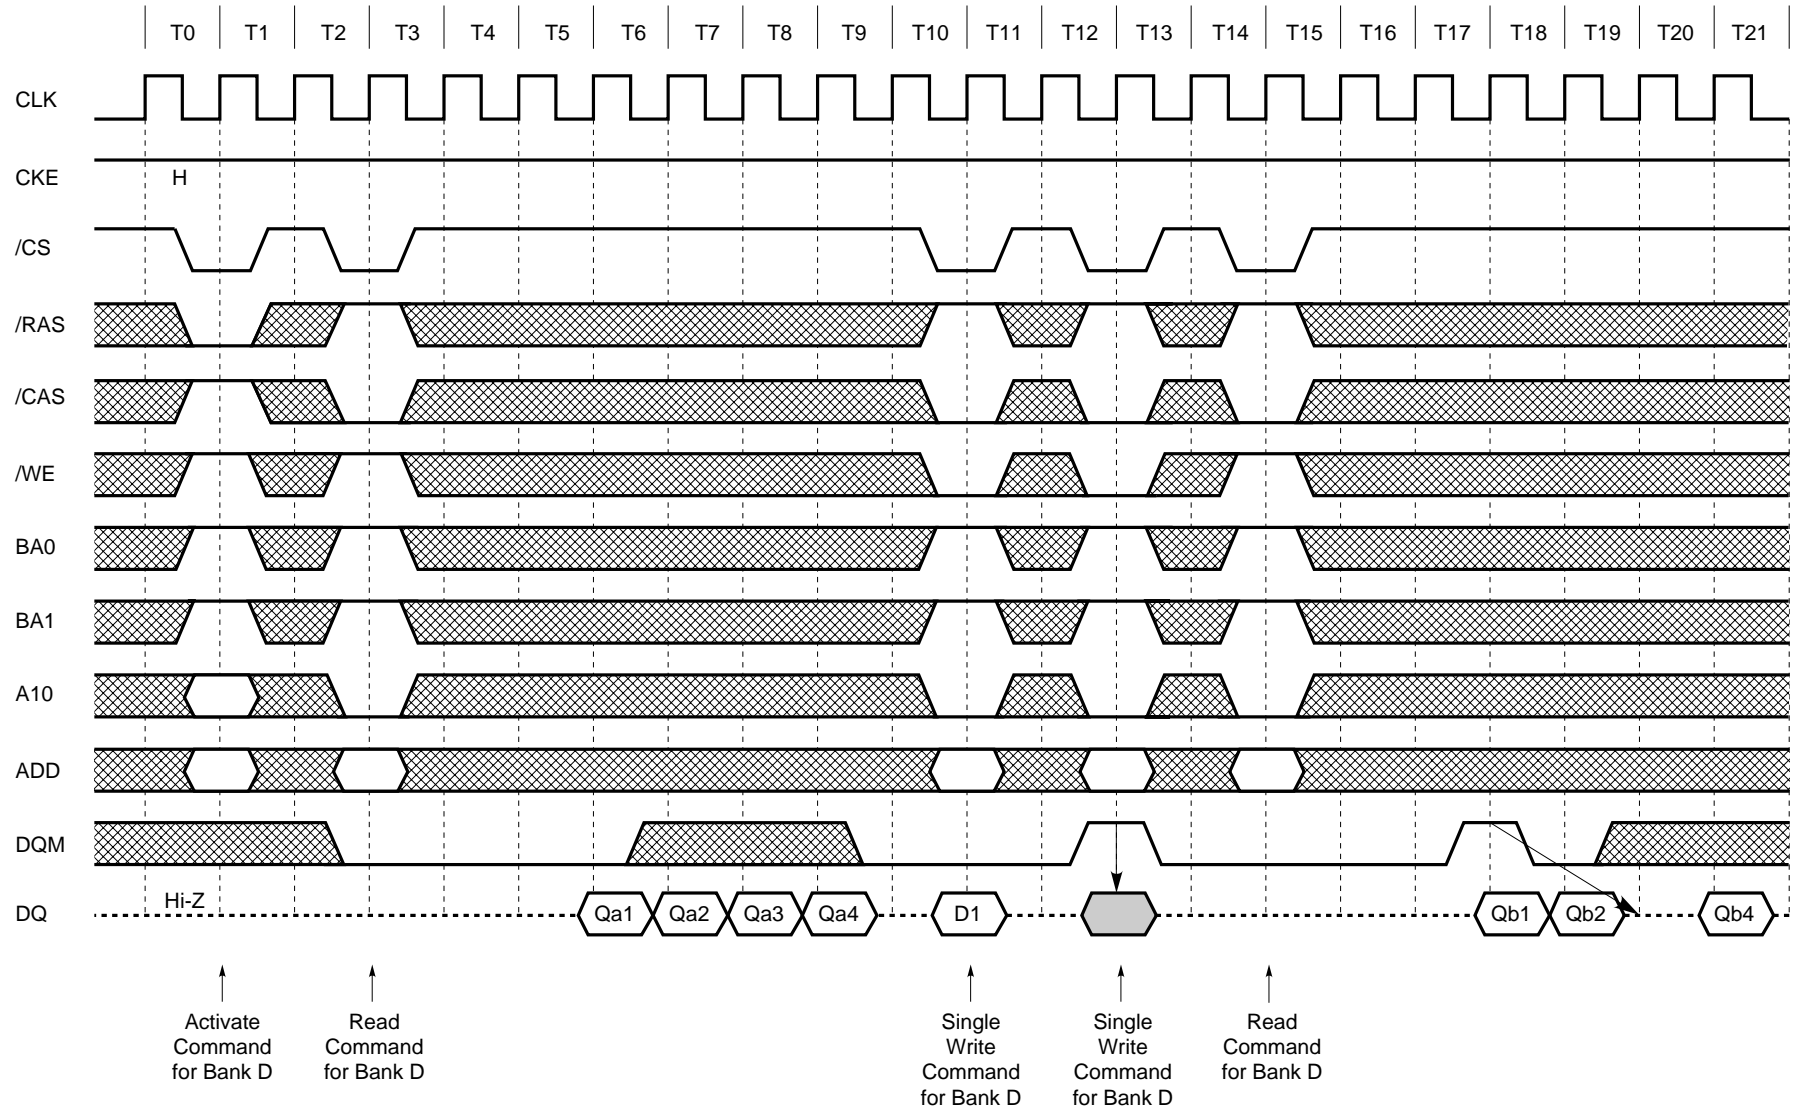 T0 T1 T2 T3 T4 T5 T6 T7 T8 T9 T10 T11 T12 T13 T14 T15 T16 T17 T18 T19 T20 T21
CLK
CKE H
/CS
/RAS
/CAS
/WE
BA0
BA1
A10
ADD
DQM
DQ Hi-Z Qa1 Qa2 Qa3 Qa4 D1 Qb1 Qb2 Qb4
Activate
Command
for Bank D
Read
Command
for Bank D
Single
Write
Command
for Bank D
Single
Write
Command
for Bank D
Read
Command
for Bank D